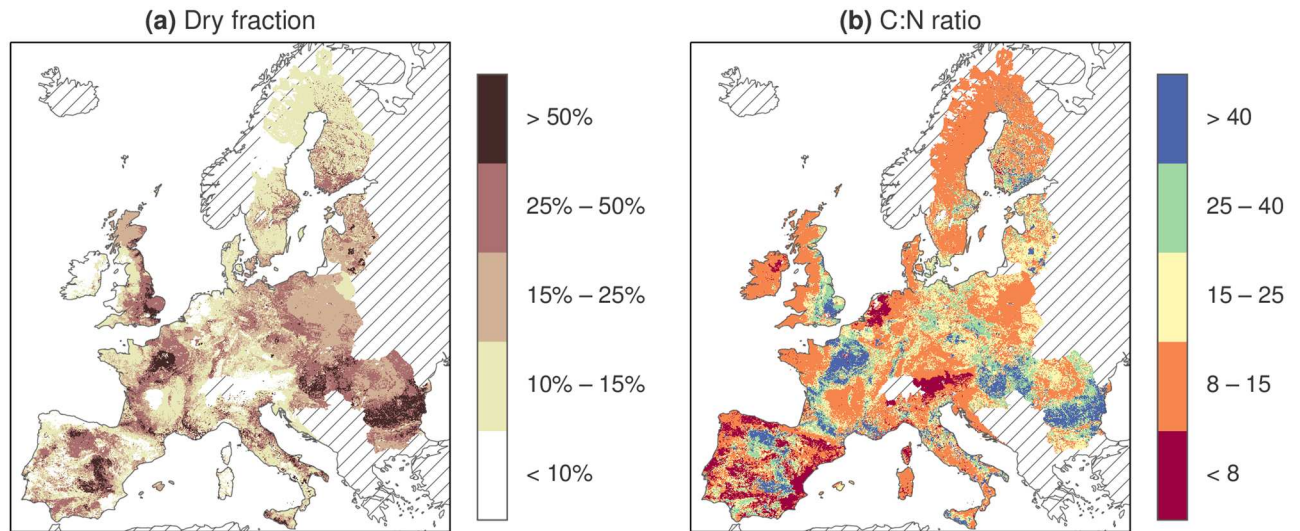 (a) Dry fraction
> 50%
25% – 50%
15% – 25%
10% – 15%
< 10%
(b) C:N ratio
> 40
25 – 40
15 – 25
8 – 15
< 8